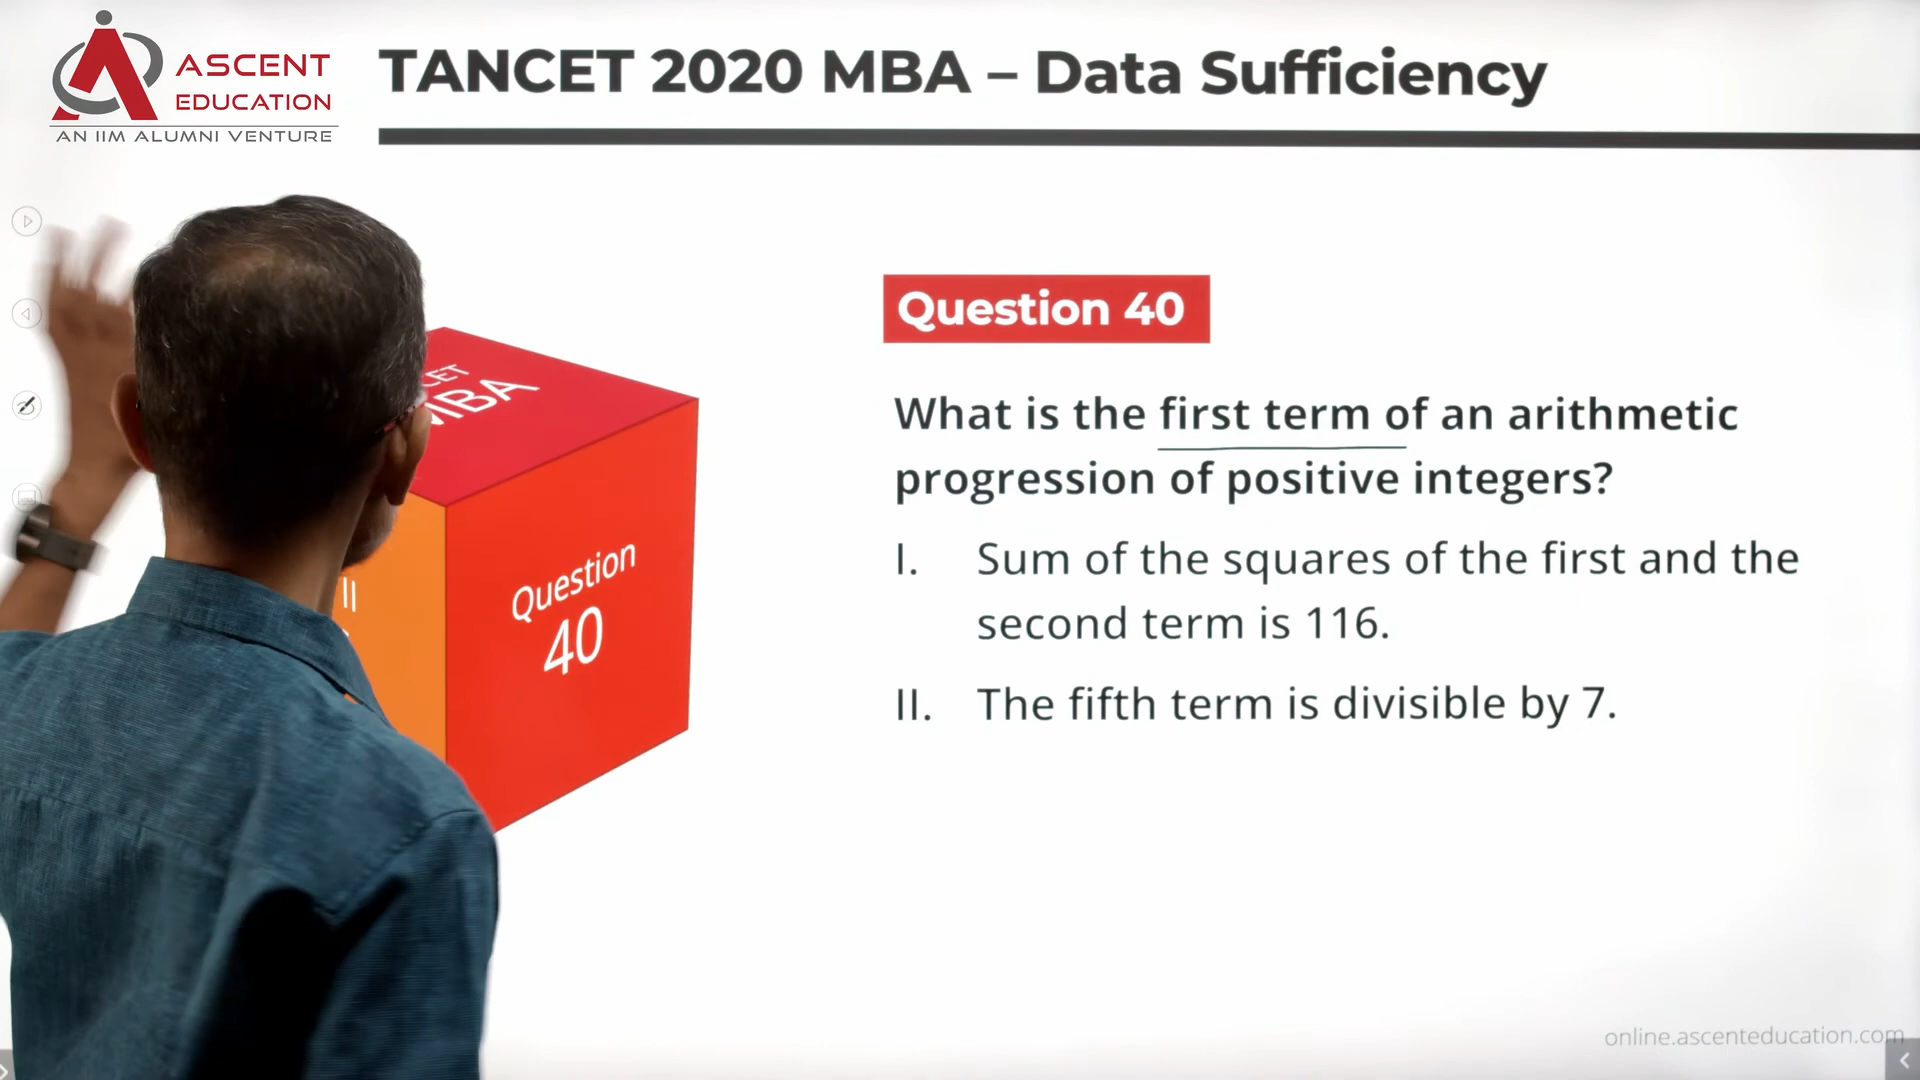 ASCENT
EDUCATION
AN IIM ALUMNI VENTURE
TANCET 2020 MBA – Data Sufficiency
Question 40
What is the first term of an arithmetic
progression of positive integers?
I. Sum of the squares of the first and the
second term is 116.
II. The fifth term is divisible by 7.
MBA
Question
40
online.ascenteducation.com